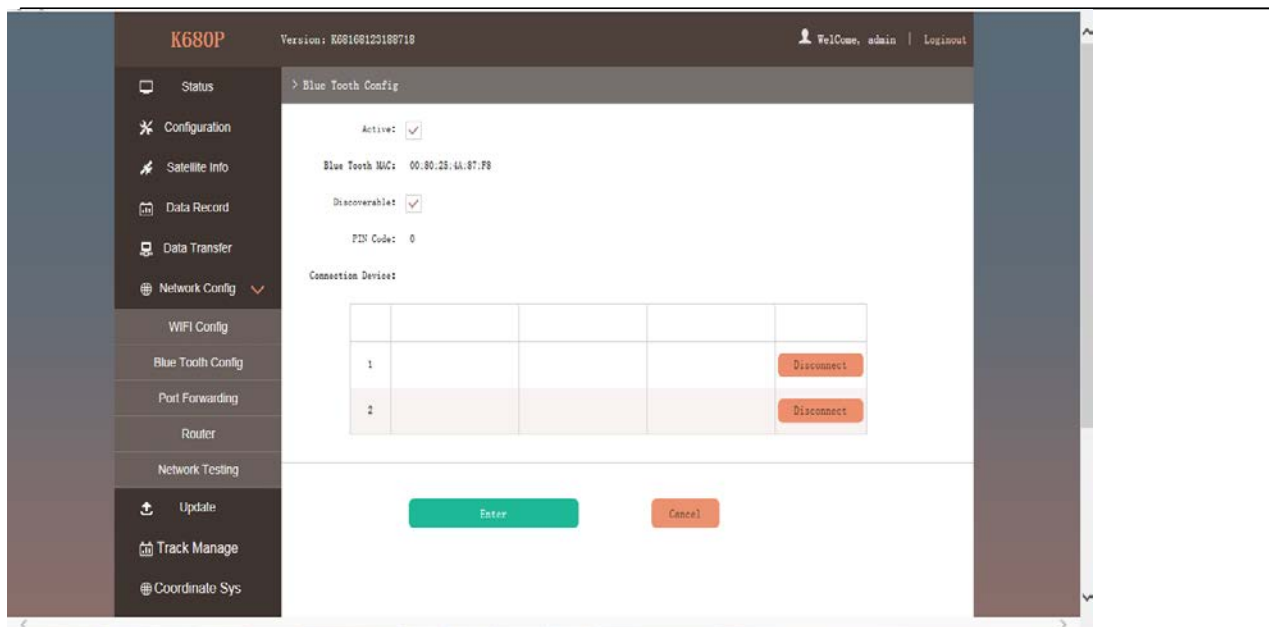 K680P
Version: K68168123188718
WelCome, admin | Loginout
Status
Configuration
Satellite Info
Data Record
Data Transfer
Network Config
WIFI Config
Blue Tooth Config
Port Forwarding
Router
Network Testing
Update
Track Manage
Coordinate Sys
> Blue Tooth Config
Active:
Blue Tooth MAC: 00:80:25:4A:87:F8
Discoverable:
PIN Code: 0
Connection Device:
1 Disconnect
2 Disconnect
Enter Cancel